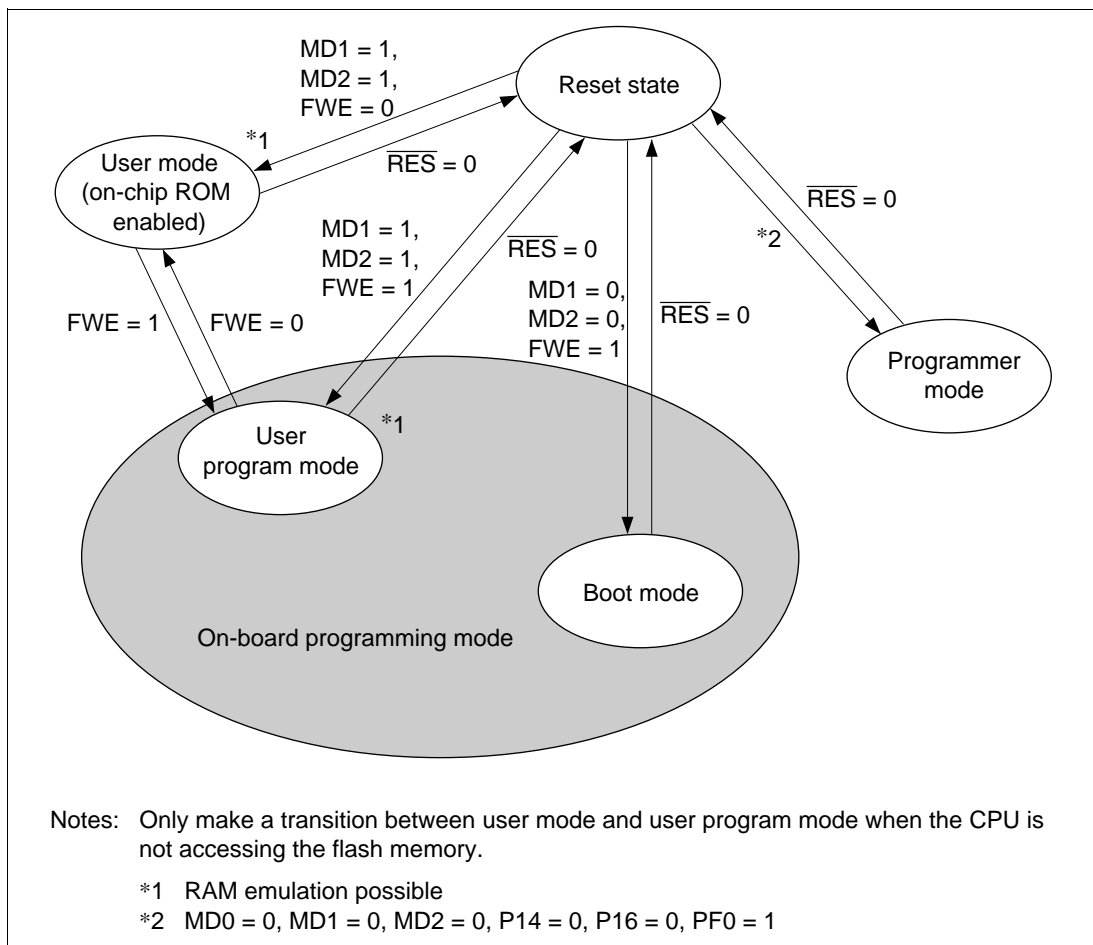 MD1 = 1,
MD2 = 1,
FWE = 0
Reset state
*1
User mode
(on-chip ROM
enabled)
RES = 0
MD1 = 1,
MD2 = 1,
FWE = 1
RES = 0
*2
RES = 0
FWE = 1
FWE = 0
MD1 = 0,
MD2 = 0,
FWE = 1
RES = 0
Programmer
mode
User
program mode
*1
Boot mode
On-board programming mode
Notes: Only make a transition between user mode and user program mode when the CPU is
not accessing the flash memory.
*1 RAM emulation possible
*2 MD0 = 0, MD1 = 0, MD2 = 0, P14 = 0, P16 = 0, PF0 = 1